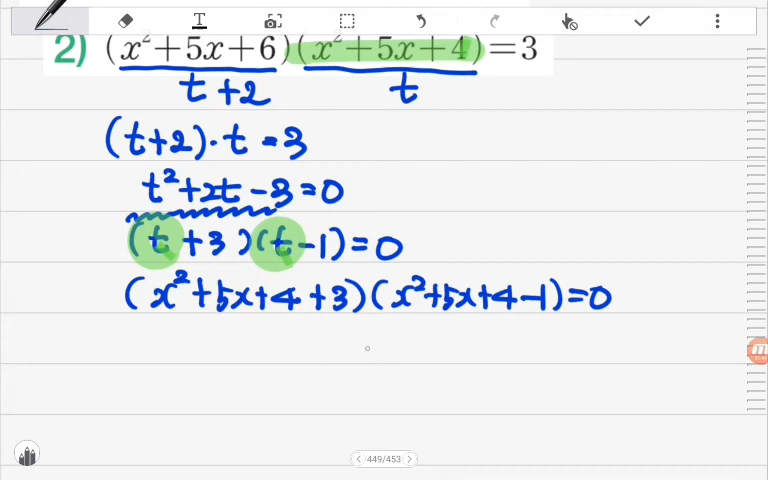 2) (x²+5x+6)(x²+5x+4)=3
t+2 t
(t+2)·t=3
t²+2t-3=0
(t+3)(t-1)=0
(x²+5x+4+3)(x²+5x+4-1)=0
449/453